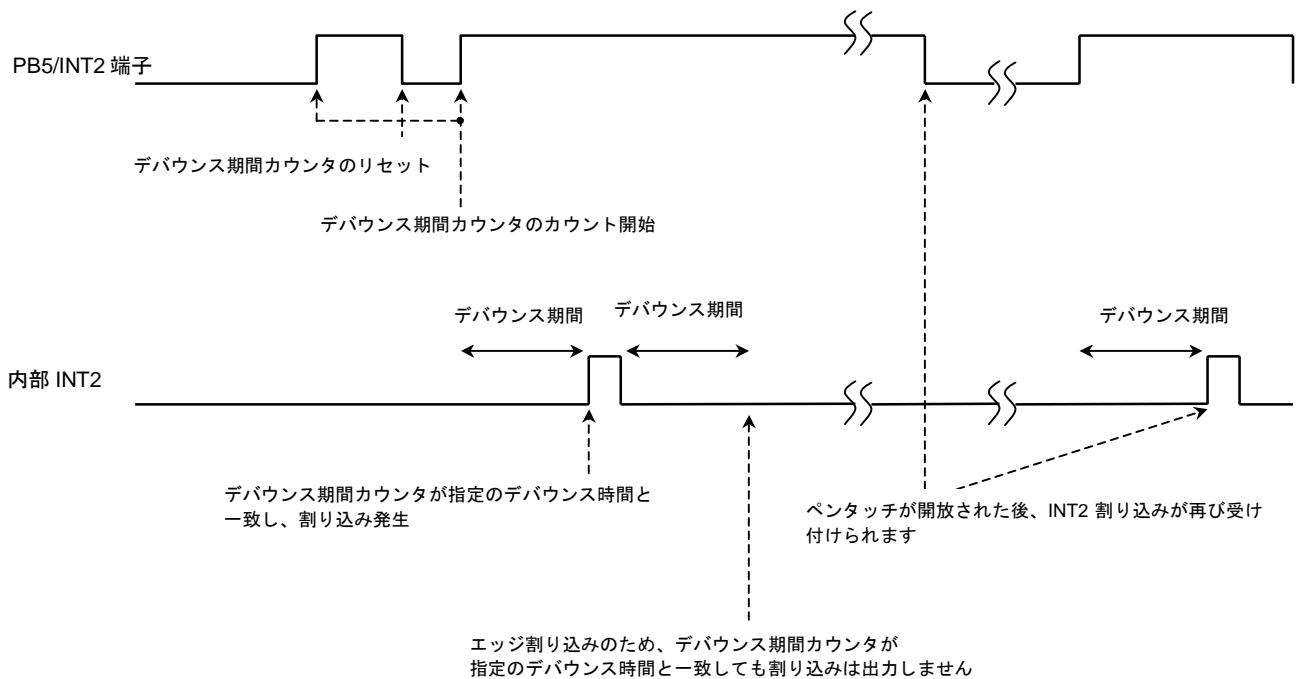 PB5/INT2 端子
デバウンス期間カウンタのリセット
デバウンス期間カウンタのカウント開始
デバウンス期間
デバウンス期間
デバウンス期間
内部 INT2
デバウンス期間カウンタが指定のデバウンス時間と
一致し、割り込み発生
ペンタッチが開放された後、INT2 割り込みが再び受け
付けられます
エッジ割り込みのため、デバウンス期間カウンタが
指定のデバウンス時間と一致しても割り込みは出力しません